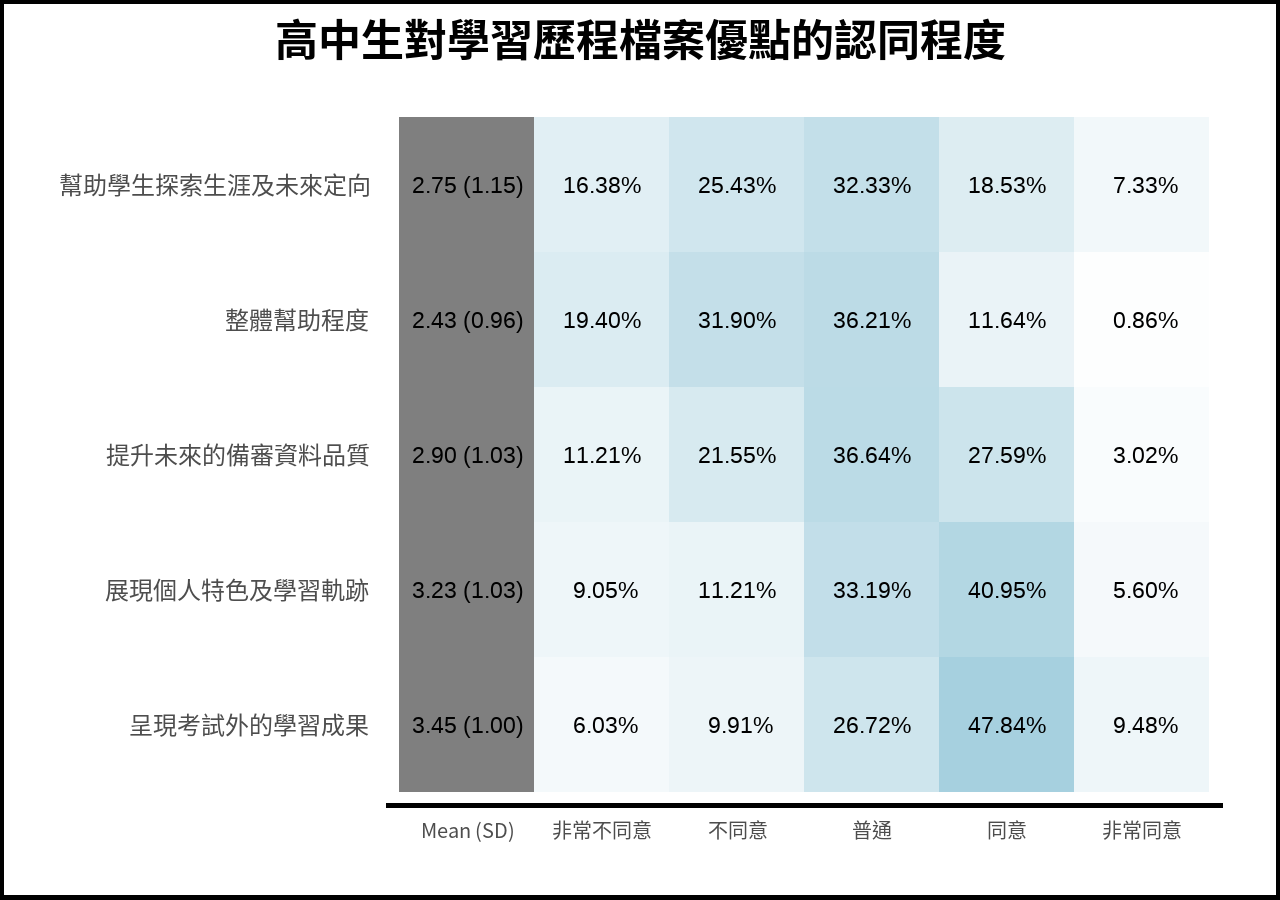 高中生對學習歷程檔案優點的認同程度
幫助學生探索生涯及未來定向 2.75 (1.15) 16.38% 25.43% 32.33% 18.53% 7.33%
整體幫助程度 2.43 (0.96) 19.40% 31.90% 36.21% 11.64% 0.86%
提升未來的備審資料品質 2.90 (1.03) 11.21% 21.55% 36.64% 27.59% 3.02%
展現個人特色及學習軌跡 3.23 (1.03) 9.05% 11.21% 33.19% 40.95% 5.60%
呈現考試外的學習成果 3.45 (1.00) 6.03% 9.91% 26.72% 47.84% 9.48%
Mean (SD) 非常不同意 不同意 普通 同意 非常同意